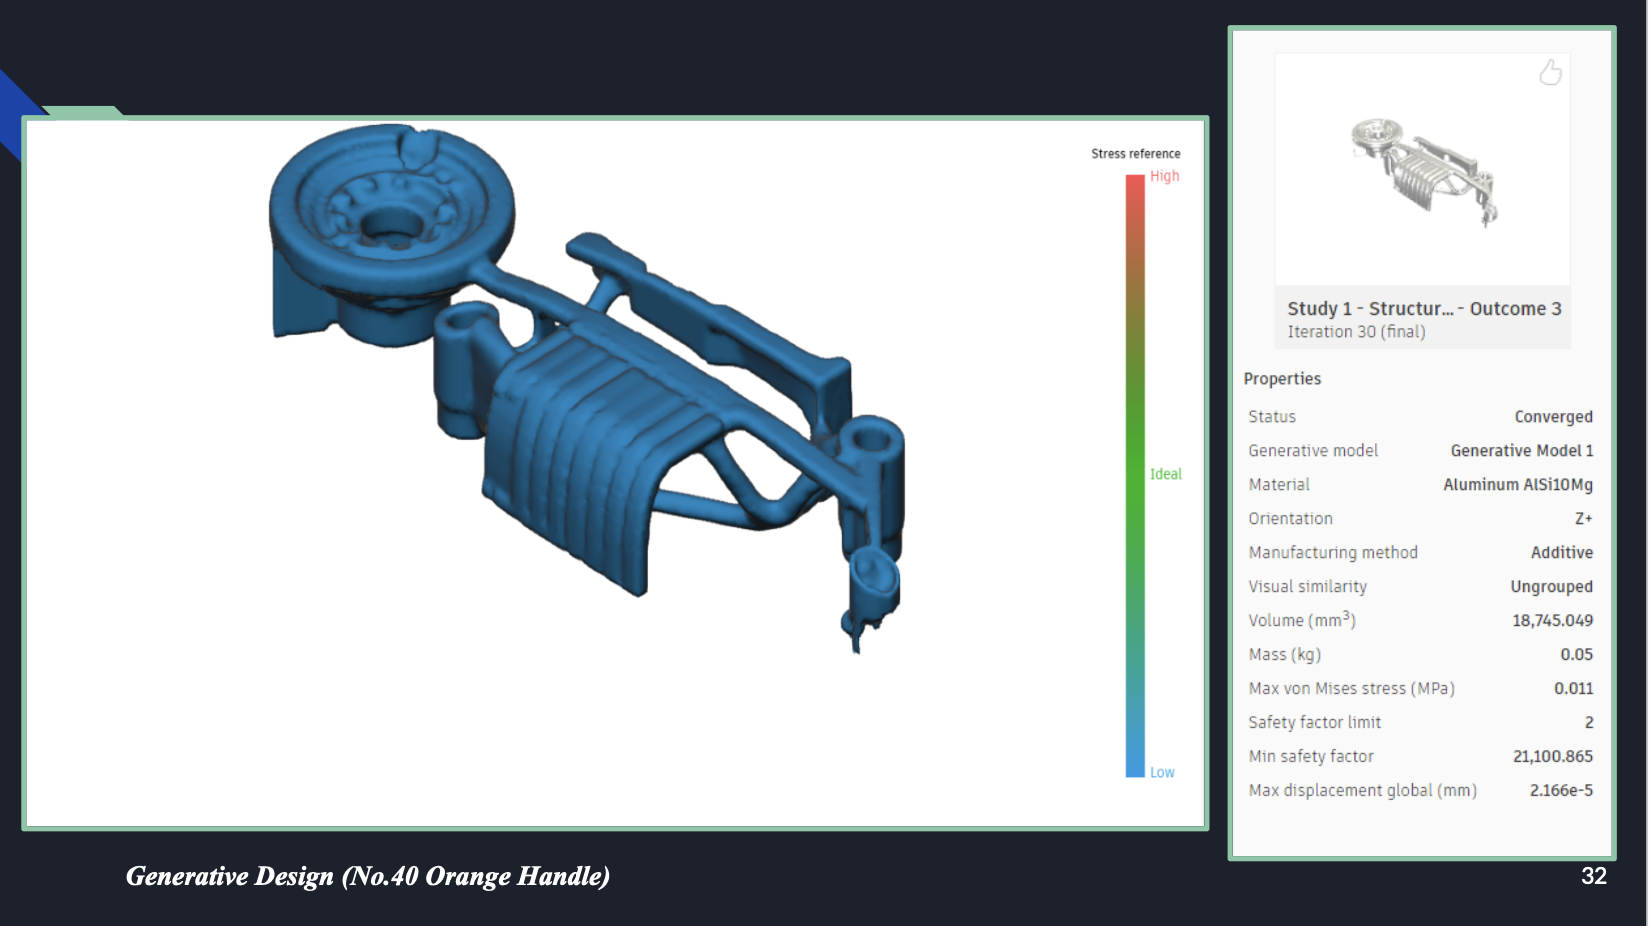 Stress reference
High
Ideal
Low
Study 1 - Structur... - Outcome 3
Iteration 30 (final)
Properties
Status Converged
Generative model Generative Model 1
Material Aluminum AlSi10Mg
Orientation Z+
Manufacturing method Additive
Visual similarity Ungrouped
Volume (mm³) 18,745.049
Mass (kg) 0.05
Max von Mises stress (MPa) 0.011
Safety factor limit 2
Min safety factor 21,100.865
Max displacement global (mm) 2.166e-5
Generative Design (No.40 Orange Handle)
32